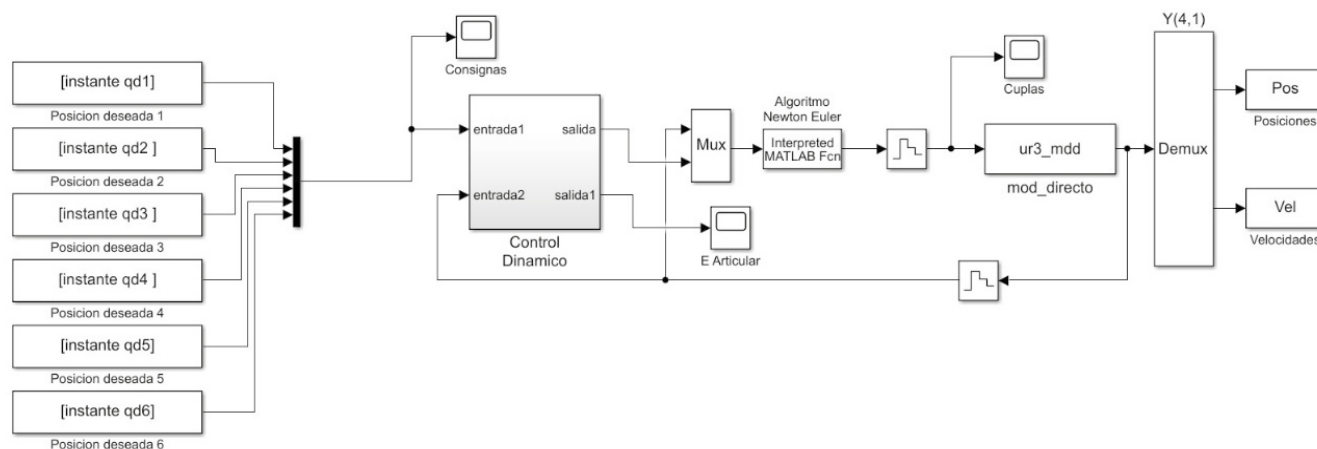 [instante qd1]
Posicion deseada 1
[instante qd2 ]
Posicion deseada 2
[instante qd3 ]
Posicion deseada 3
[instante qd4 ]
Posicion deseada 4
[instante qd5]
Posicion deseada 5
[instante qd6]
Posicion deseada 6
Consignas
entrada1
salida
entrada2
salida1
Control
Dinamico
E Articular
Mux
Algoritmo
Newton Euler
Interpreted
MATLAB Fcn
Cuplas
ur3_mdd
mod_directo
Y(4,1)
Demux
Pos
Posiciones
Vel
Velocidades